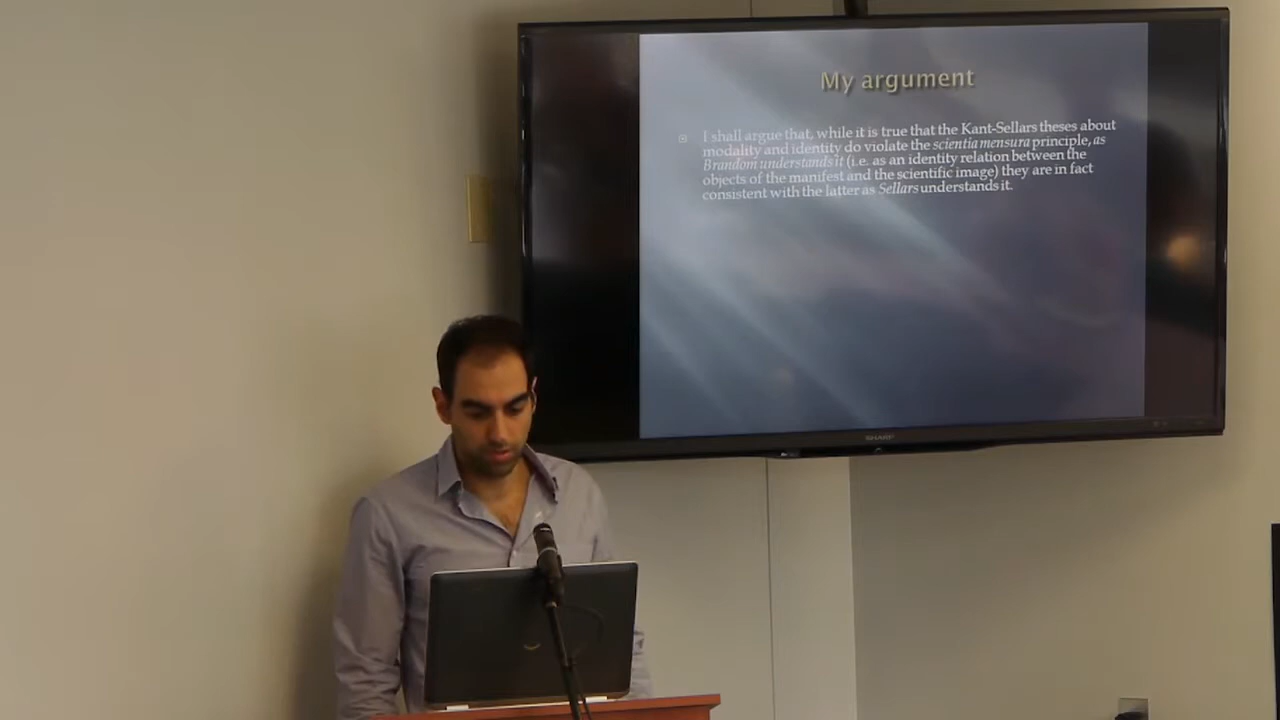 My argument
I shall argue that, while it is true that the Kant-Sellars theses about
modality and identity do violate the scientia mensura principle, as
Brandom understands it (i.e. as an identity relation between the
objects of the manifest and the scientific image) they are in fact
consistent with the latter as Sellars understands it.
SHARP